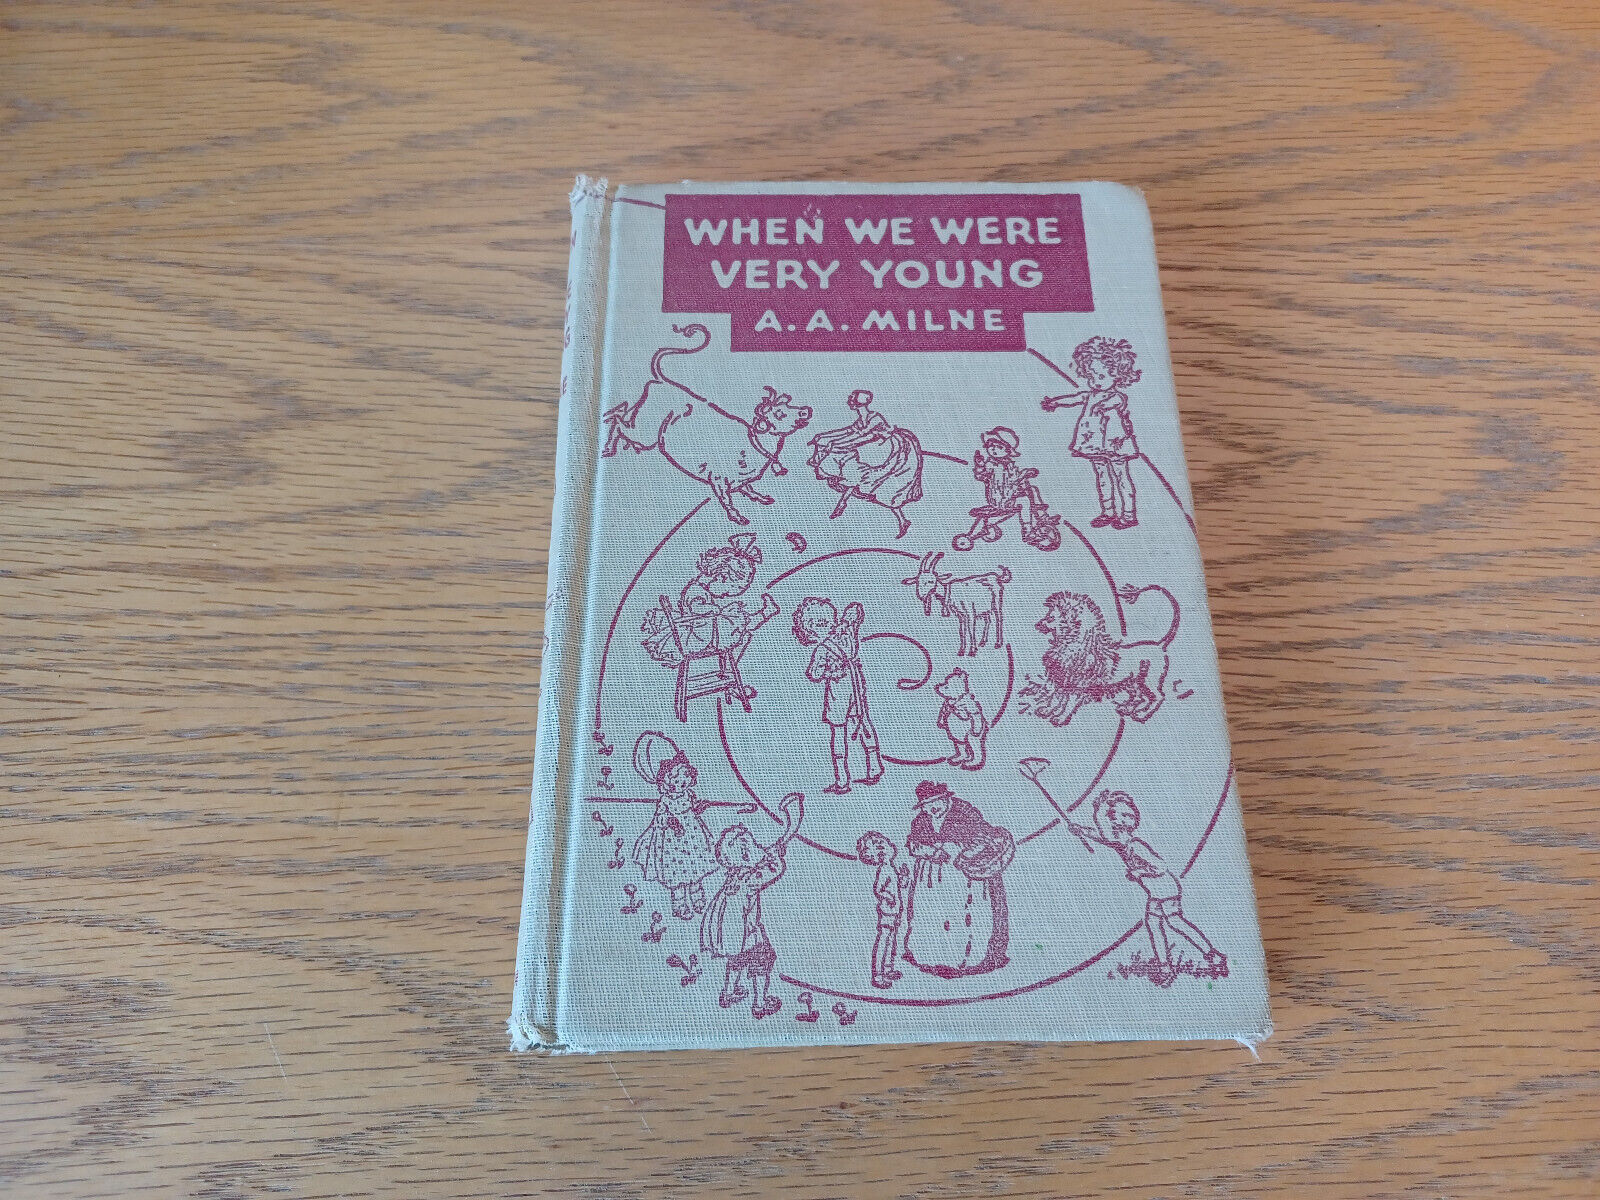 WHEN WE WERE
VERY YOUNG
A. A. MILNE